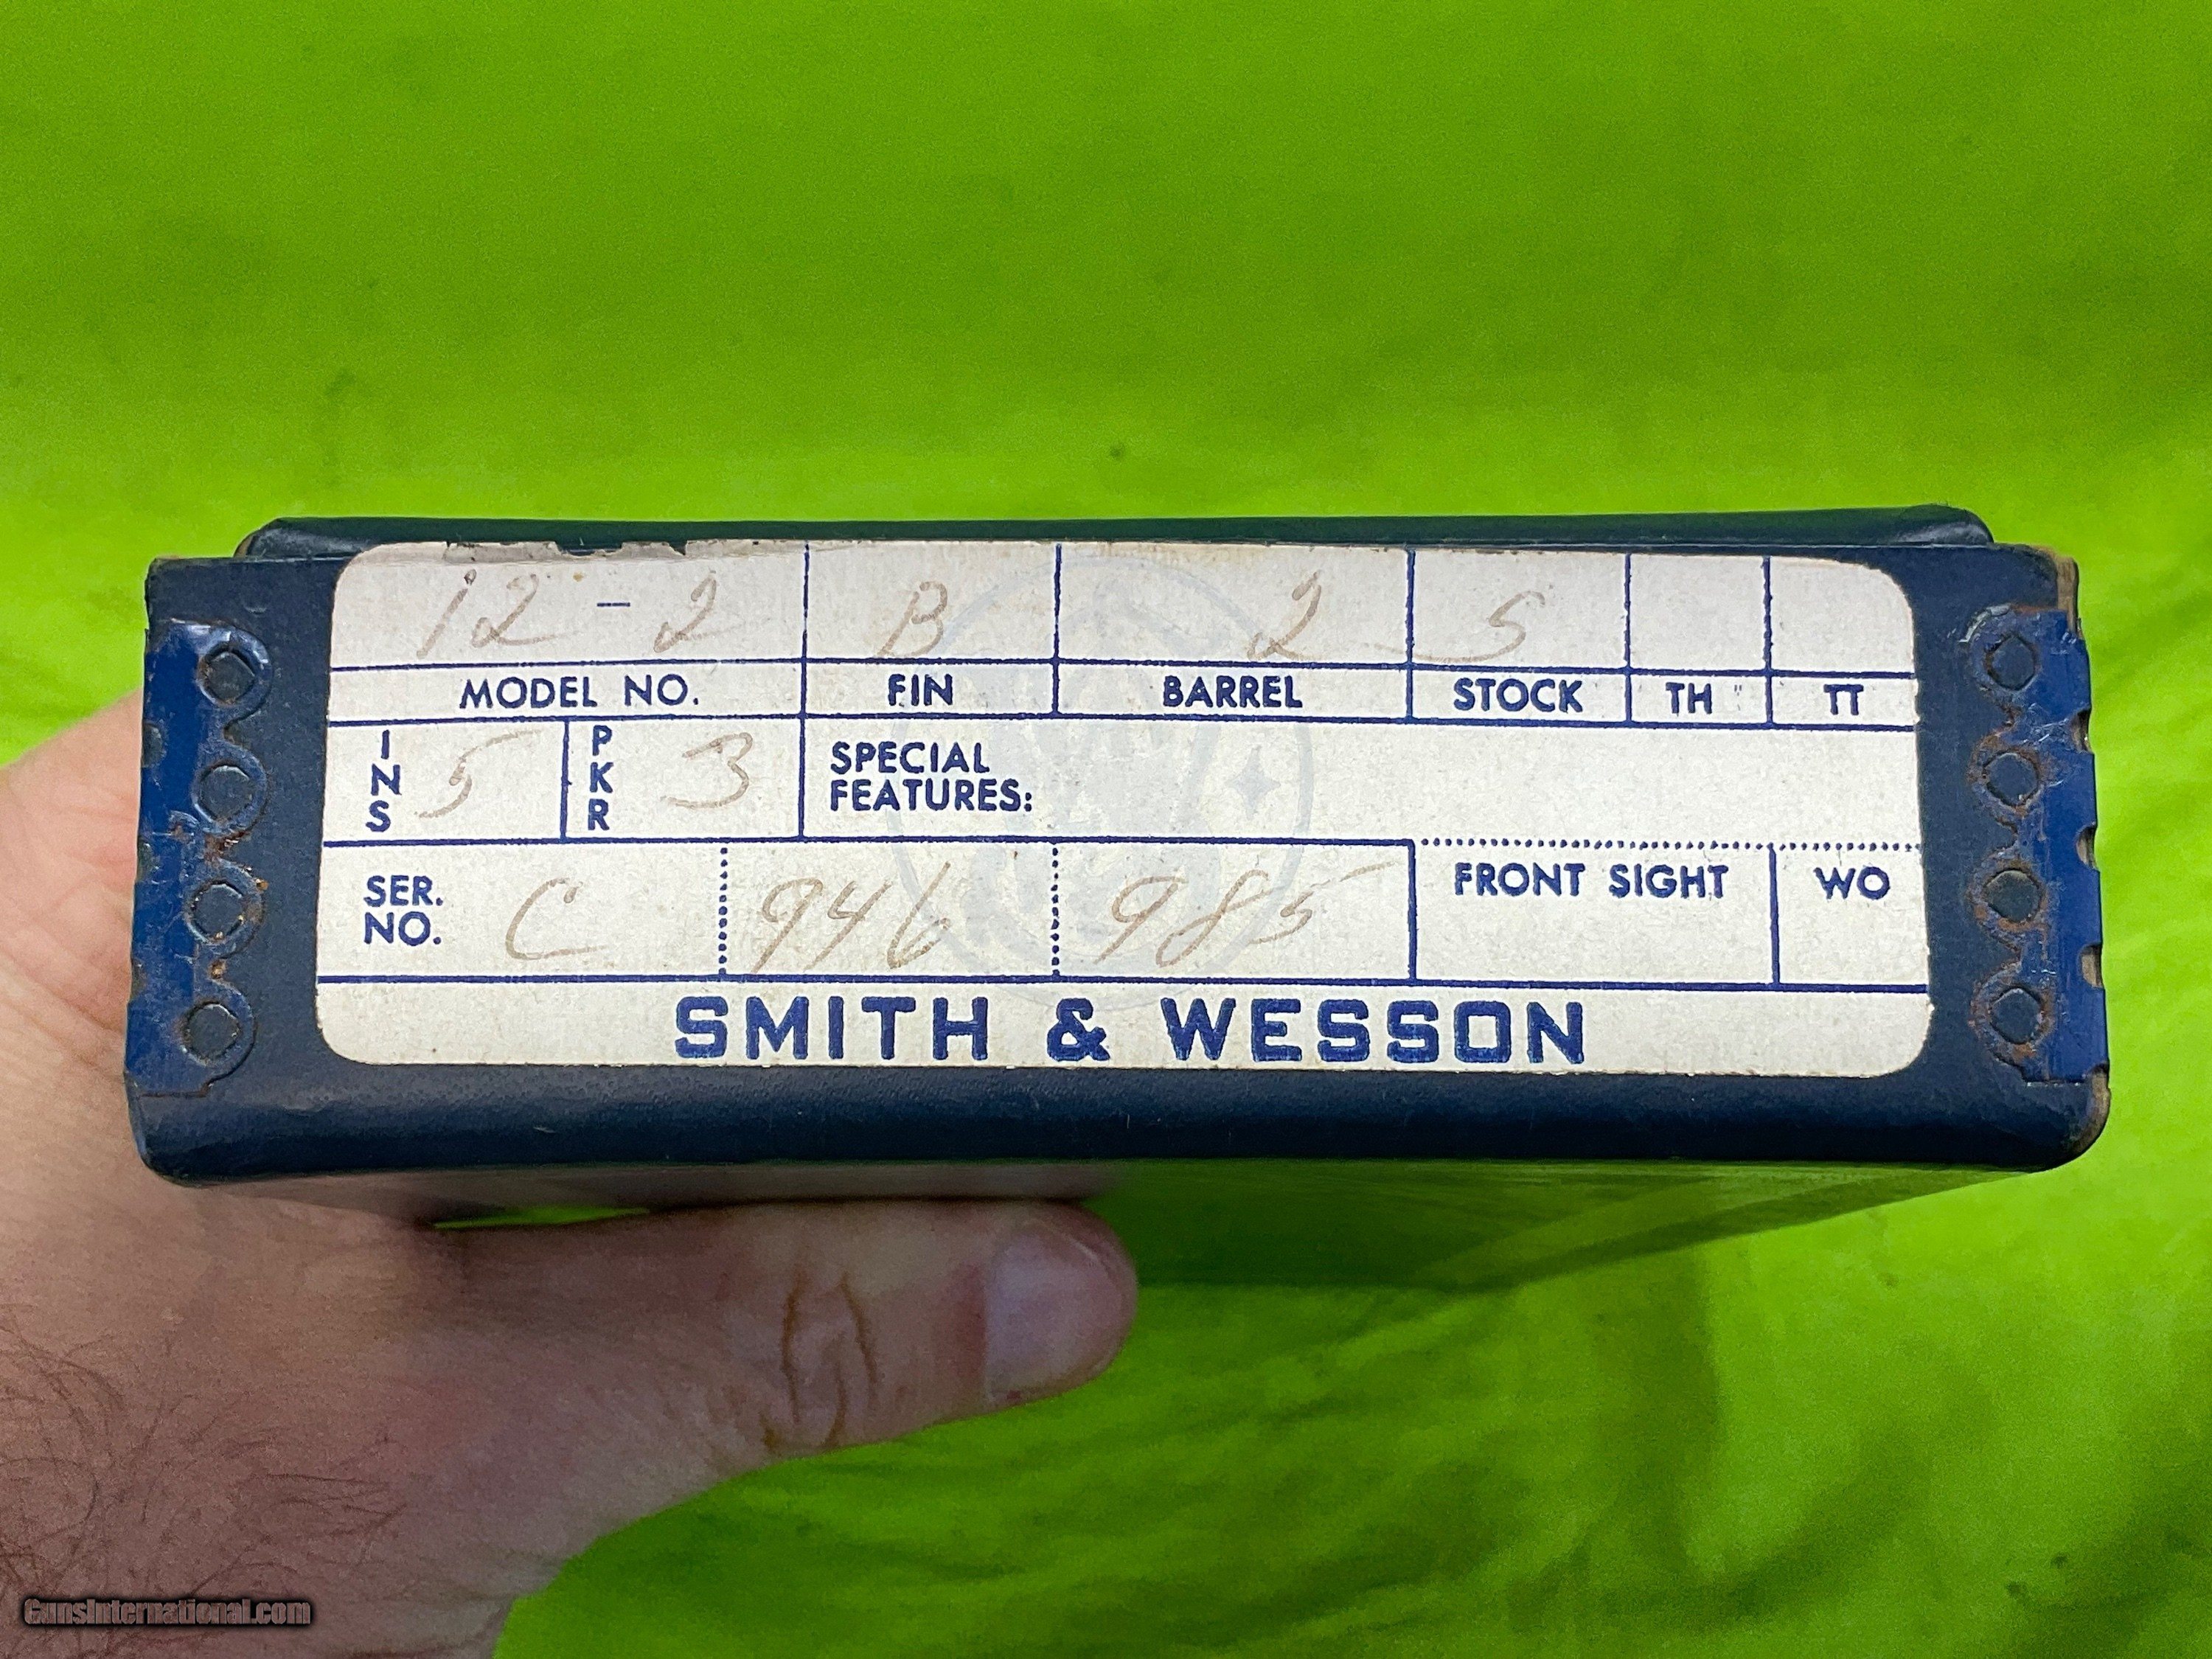 12 - 2 B 2 S
MODEL NO. FIN BARREL STOCK TH TT
INS 5 PKR 3 SPECIAL
FEATURES:
SER.
NO. C 946 985 FRONT SIGHT WO
SMITH & WESSON
GunsInternational.com